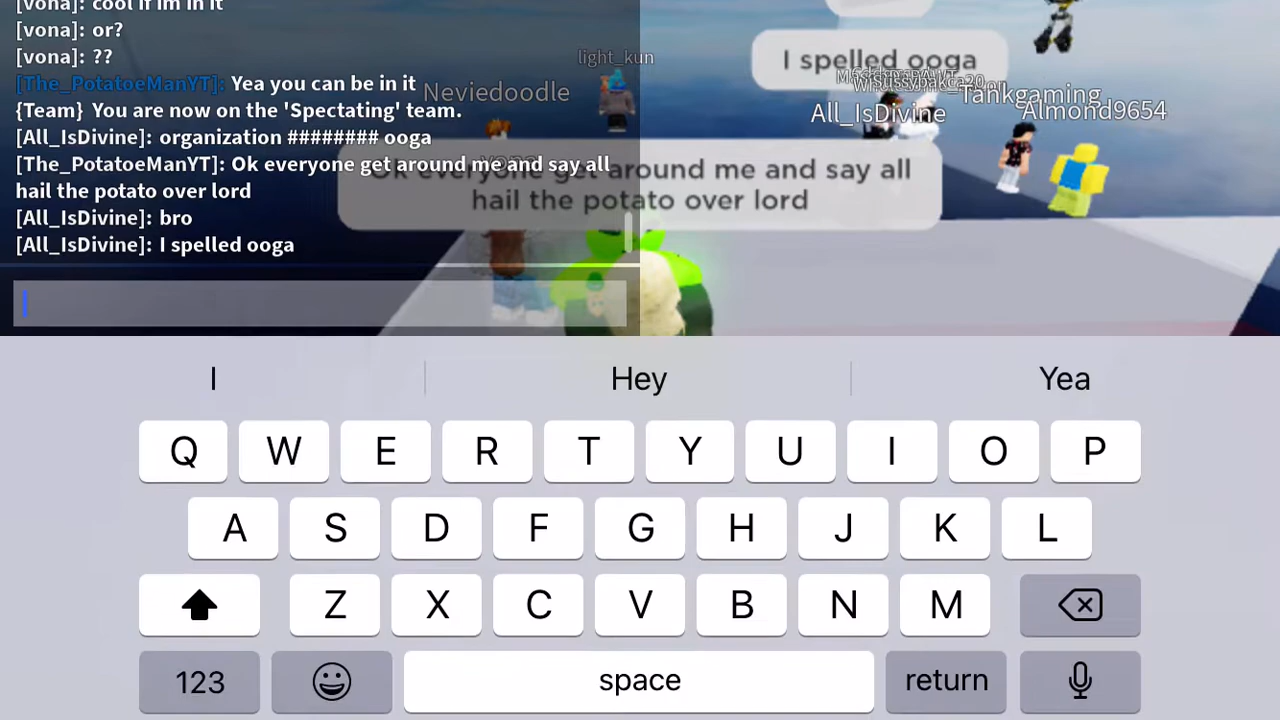 [vona]: cool if im in it
[vona]: or?
[vona]: ??
[The_PotatoeManYT]: Yea you can be in it
{Team} You are now on the 'Spectating' team.
[All_IsDivine]: organization ######## ooga
[The_PotatoeManYT]: Ok everyone get around me and say all
hail the potato over lord
[All_IsDivine]: bro
[All_IsDivine]: I spelled ooga
light_kun
Neviedoodle
I spelled ooga
Tankgaming
All_IsDivine
Almond9654
Ok everyone get around me and say all
hail the potato over lord
I
Hey
Yea
Q W E R T Y U I O P
A S D F G H J K L
Z X C V B N M
123
space
return